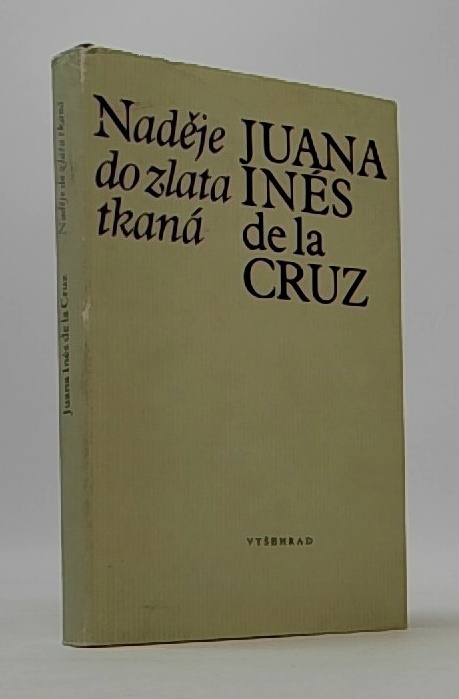 Naděje
do zlata
tkaná
JUANA
INÉS
de la
CRUZ
VYŠEHRAD
Juana Inés de la Cruz
Naděje do zlata tkaná